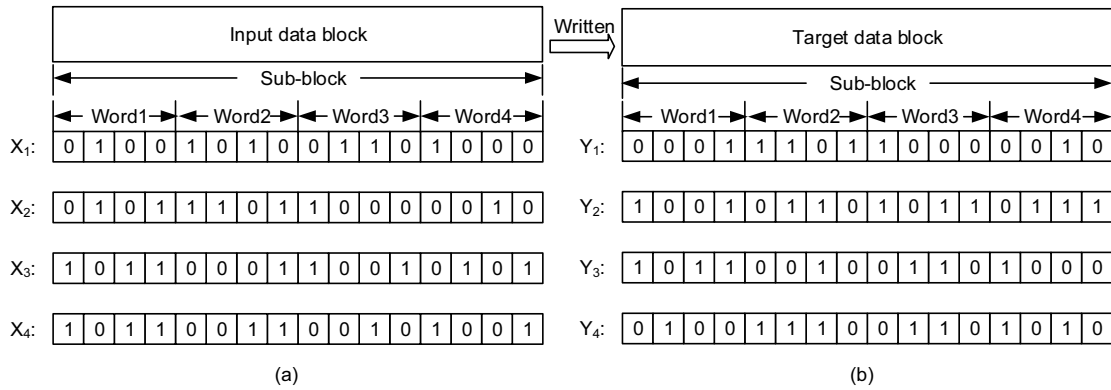 Input data block
Written
Target data block
Sub-block
Sub-block
Word1 Word2 Word3 Word4
Word1 Word2 Word3 Word4
X1: 0 1 0 0 1 0 1 0 0 1 1 0 1 0 0 0
Y1: 0 0 0 1 1 1 0 1 1 0 0 0 0 0 1 0
X2: 0 1 0 1 1 1 0 1 1 0 0 0 0 0 1 0
Y2: 1 0 0 1 0 1 1 0 1 0 1 1 0 1 1 1
X3: 1 0 1 1 0 0 0 1 1 0 0 1 0 1 0 1
Y3: 1 0 1 1 0 0 1 0 0 1 1 0 1 0 0 0
X4: 1 0 1 1 0 0 1 1 0 0 1 0 1 0 0 1
Y4: 0 1 0 0 1 1 1 0 0 1 1 0 1 0 1 0
(a)
(b)